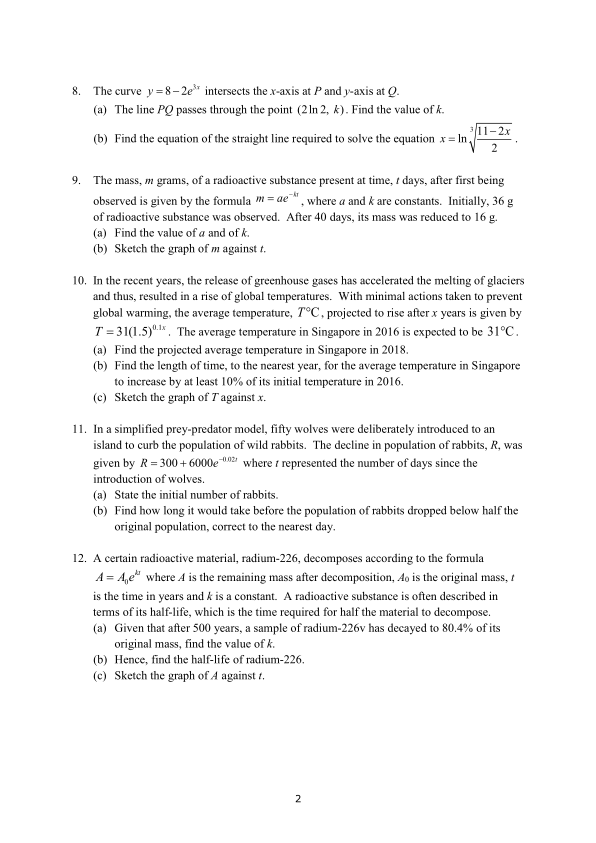 8. The curve y = 8 − 2e^{3x} intersects the x-axis at P and y-axis at Q.
(a) The line PQ passes through the point (2 ln 2, k). Find the value of k.
(b) Find the equation of the straight line required to solve the equation x = ln ∛((11 − 2x)/2) .
9. The mass, m grams, of a radioactive substance present at time, t days, after first being
observed is given by the formula m = ae^{−kt} , where a and k are constants. Initially, 36 g
of radioactive substance was observed. After 40 days, its mass was reduced to 16 g.
(a) Find the value of a and of k.
(b) Sketch the graph of m against t.
10. In the recent years, the release of greenhouse gases has accelerated the melting of glaciers
and thus, resulted in a rise of global temperatures. With minimal actions taken to prevent
global warming, the average temperature, T°C, projected to rise after x years is given by
T = 31(1.5)^{0.1x} . The average temperature in Singapore in 2016 is expected to be 31°C .
(a) Find the projected average temperature in Singapore in 2018.
(b) Find the length of time, to the nearest year, for the average temperature in Singapore
to increase by at least 10% of its initial temperature in 2016.
(c) Sketch the graph of T against x.
11. In a simplified prey-predator model, fifty wolves were deliberately introduced to an
island to curb the population of wild rabbits. The decline in population of rabbits, R, was
given by R = 300 + 6000e^{−0.02t} where t represented the number of days since the
introduction of wolves.
(a) State the initial number of rabbits.
(b) Find how long it would take before the population of rabbits dropped below half the
original population, correct to the nearest day.
12. A certain radioactive material, radium-226, decomposes according to the formula
A = A₀e^{kt} where A is the remaining mass after decomposition, A₀ is the original mass, t
is the time in years and k is a constant. A radioactive substance is often described in
terms of its half-life, which is the time required for half the material to decompose.
(a) Given that after 500 years, a sample of radium-226v has decayed to 80.4% of its
original mass, find the value of k.
(b) Hence, find the half-life of radium-226.
(c) Sketch the graph of A against t.
2